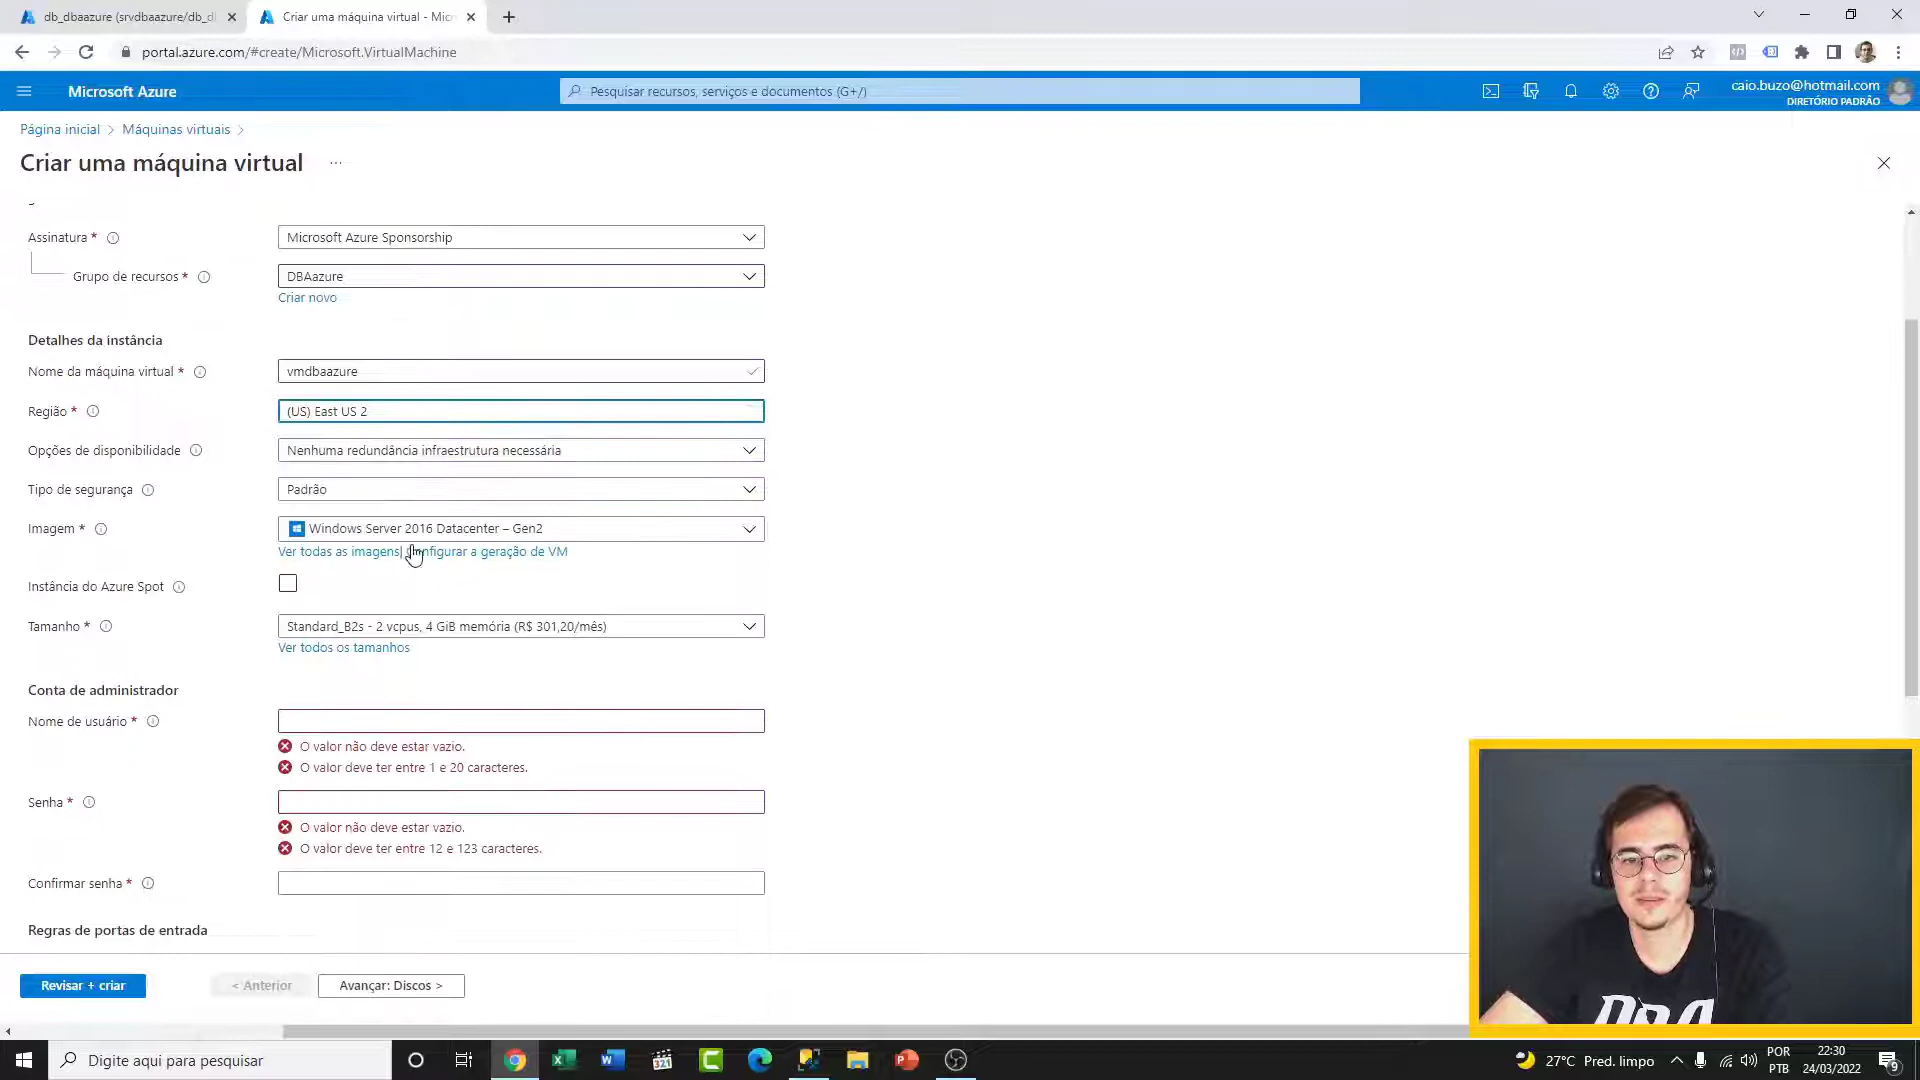 db_dbaazure (srvdbaazure/db_d
Criar uma máquina virtual - Micr
portal.azure.com/#create/Microsoft.VirtualMachine
Microsoft Azure
Pesquisar recursos, serviços e documentos (G+/)
caio.buzo@hotmail.com
DIRETÓRIO PADRÃO
Página inicial > Máquinas virtuais >
Criar uma máquina virtual ...
Assinatura *
Microsoft Azure Sponsorship
Grupo de recursos *
DBAazure
Criar novo
Detalhes da instância
Nome da máquina virtual *
vmdbaazure
Região *
(US) East US 2
Opções de disponibilidade
Nenhuma redundância infraestrutura necessária
Tipo de segurança
Padrão
Imagem *
Windows Server 2016 Datacenter – Gen2
Ver todas as imagens| configurar a geração de VM
Instância do Azure Spot
Tamanho *
Standard_B2s - 2 vcpus, 4 GiB memória (R$ 301,20/mês)
Ver todos os tamanhos
Conta de administrador
Nome de usuário *
O valor não deve estar vazio.
O valor deve ter entre 1 e 20 caracteres.
Senha *
O valor não deve estar vazio.
O valor deve ter entre 12 e 123 caracteres.
Confirmar senha *
Regras de portas de entrada
Revisar + criar
< Anterior
Avançar: Discos >
Digite aqui para pesquisar
321
27°C Pred. limpo
POR
PTB
22:30
24/03/2022
9